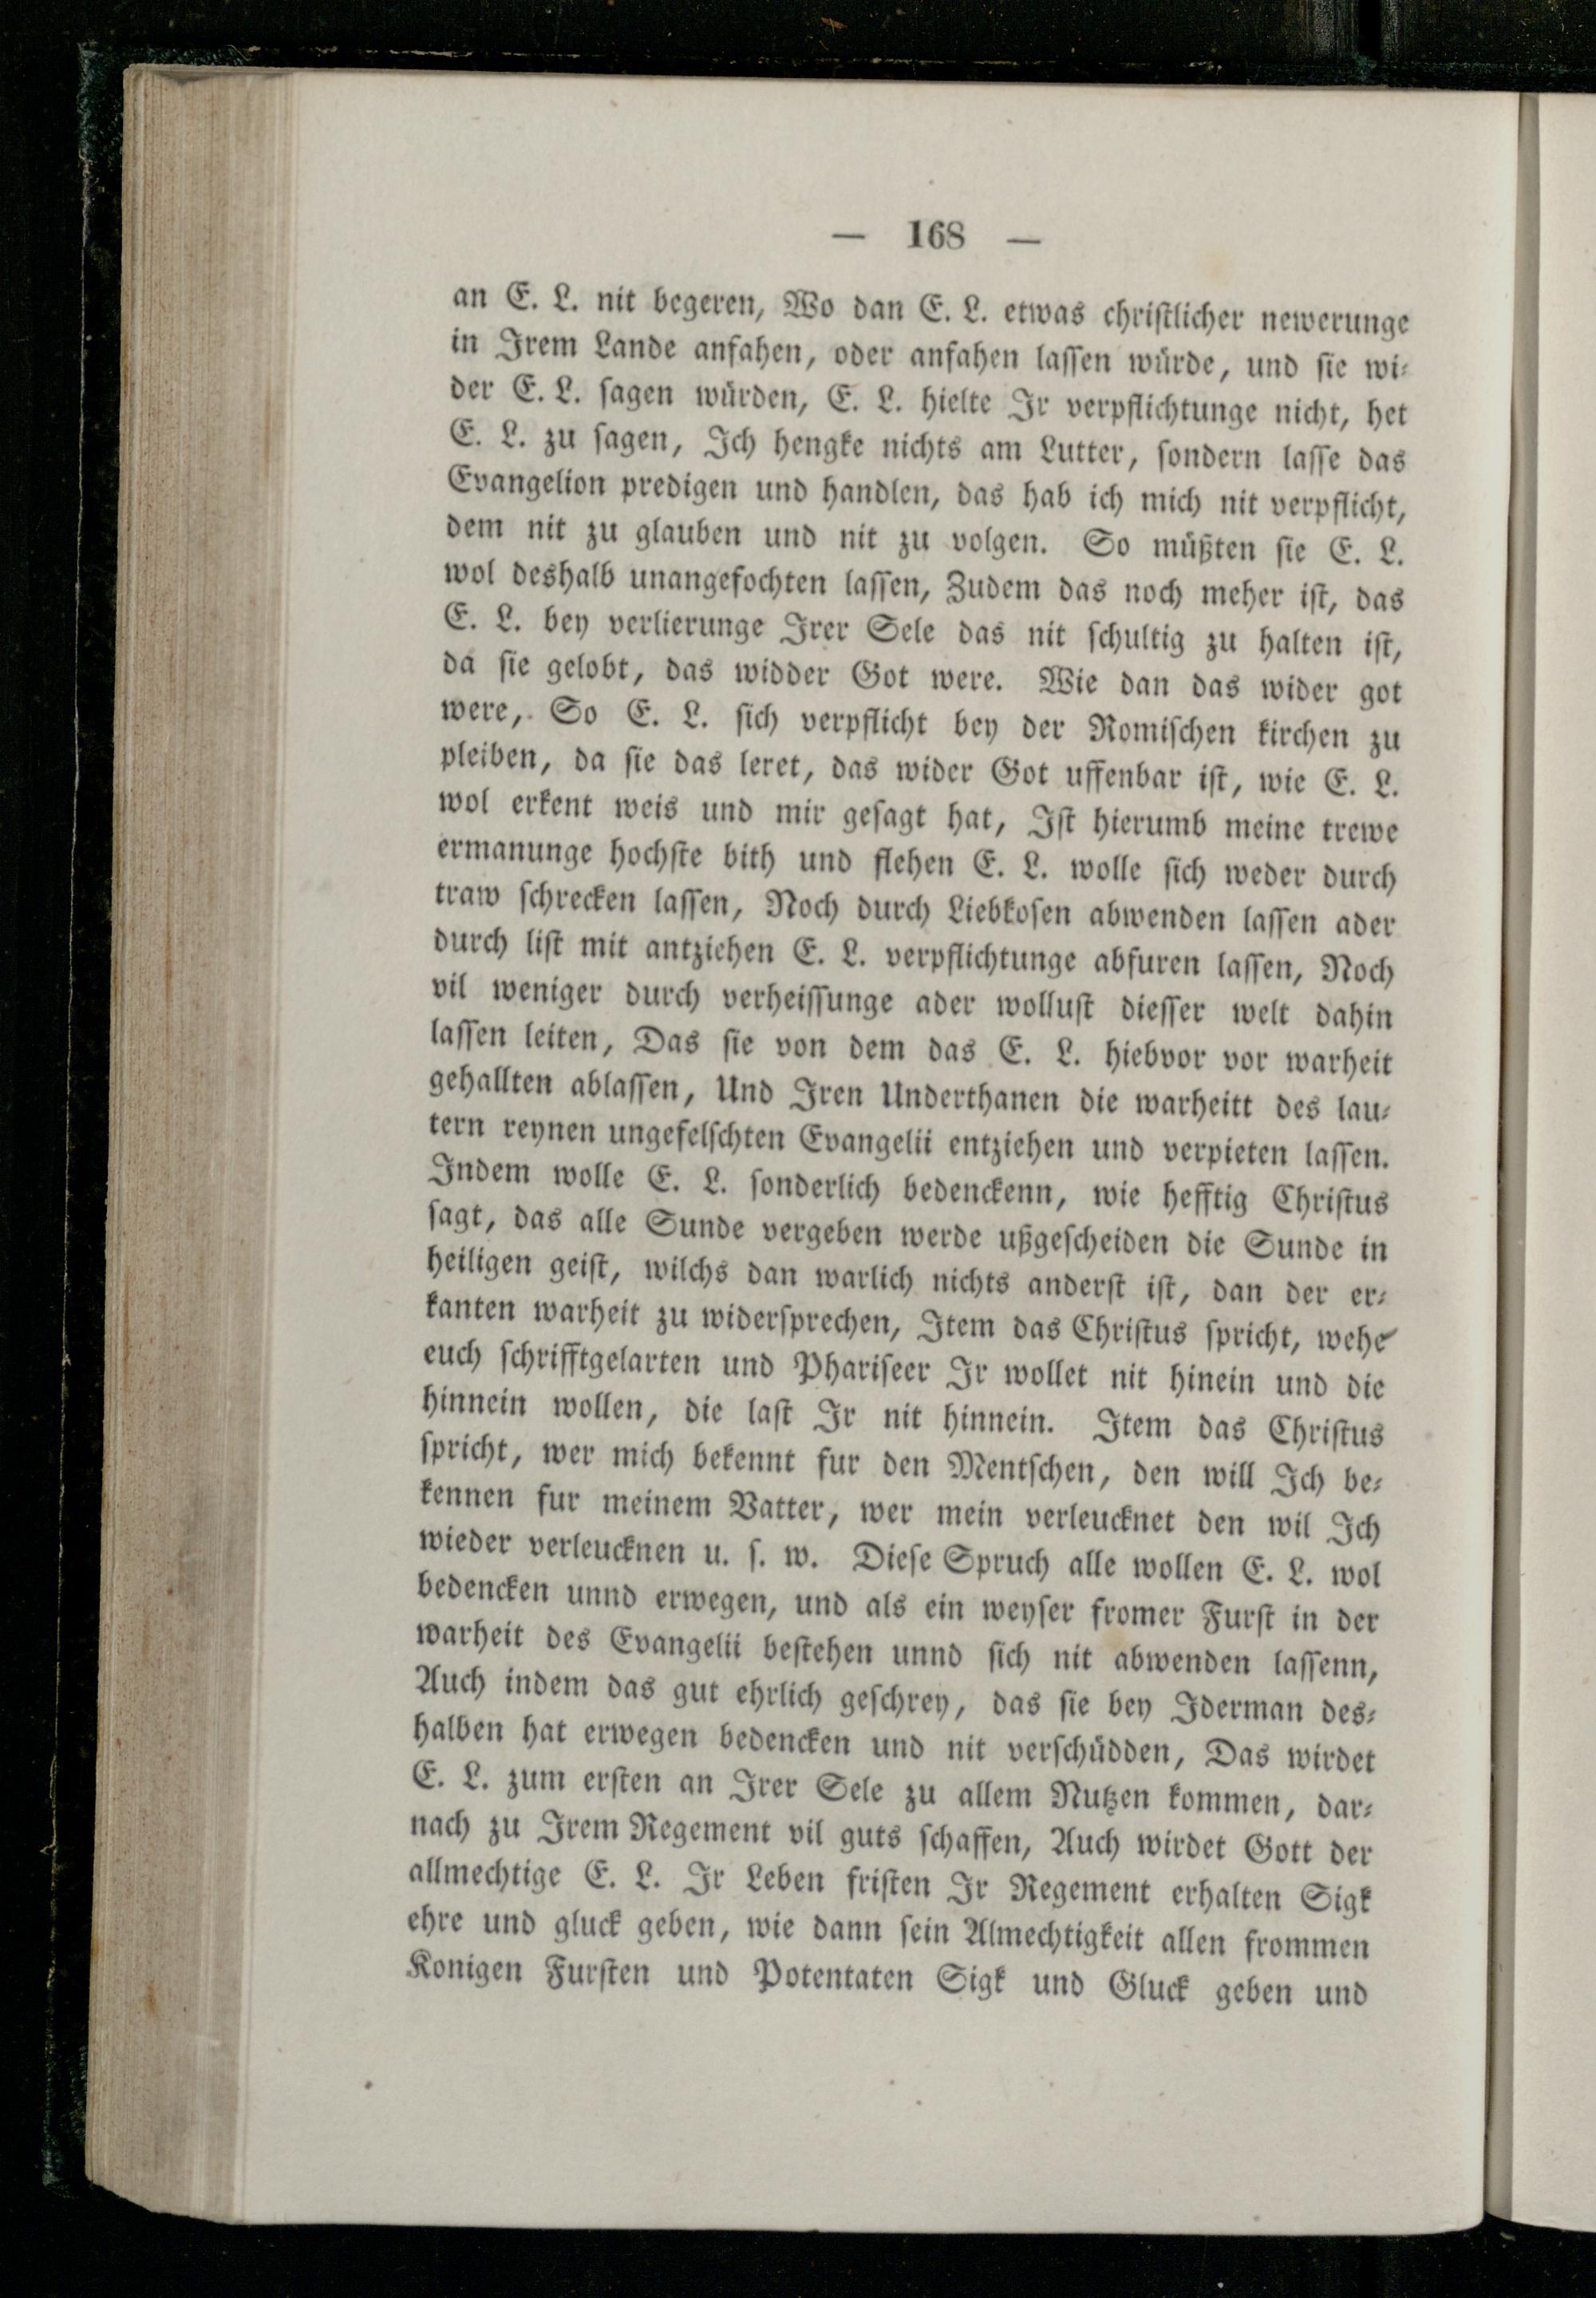 — 168 —
an E. L. nit begeren, Wo dan E. L. etwas christlicher newerunge
in Irem Lande anfahen, oder anfahen lassen würde, und sie wi-
der E. L. sagen würden, E. L. hielte Ir verpflichtunge nicht, het
E. L. zu sagen, Ich hengke nichts am Lutter, sondern lasse das
Evangelion predigen und handlen, das hab ich mich nit verpflicht,
dem nit zu glauben und nit zu volgen. So müßten sie E. L.
wol deshalb unangefochten lassen, Zudem das noch meher ist, das
E. L. bey verlierunge Irer Sele das nit schultig zu halten ist,
da sie gelobt, das widder Got were. Wie dan das wider got
were, So E. L. sich verpflicht bey der Romischen kirchen zu
pleiben, da sie das leret, das wider Got uffenbar ist, wie E. L.
wol erkent weis und mir gesagt hat, Ist hierumb meine trewe
ermanunge hochste bith und flehen E. L. wolle sich weder durch
traw schrecken lassen, Noch durch Liebkosen abwenden lassen ader
durch list mit antziehen E. L. verpflichtunge abfuren lassen, Noch
vil weniger durch verheissunge ader wollust diesser welt dahin
lassen leiten, Das sie von dem das E. L. hiebvor vor warheit
gehallten ablassen, Und Iren Underthanen die warheitt des lau-
tern reynen ungefelschten Evangelii entziehen und verpieten lassen.
Indem wolle E. L. sonderlich bedenckenn, wie hefftig Christus
sagt, das alle Sunde vergeben werde ußgescheiden die Sunde in
heiligen geist, wilchs dan warlich nichts anderst ist, dan der er-
kanten warheit zu widersprechen, Item das Christus spricht, wehe
euch schrifftgelarten und Phariseer Ir wollet nit hinein und die
hinnein wollen, die last Ir nit hinnein. Item das Christus
spricht, wer mich bekennt fur den Mentschen, den will Ich be-
kennen fur meinem Vatter, wer mein verleucknet den wil Ich
wieder verleucknen u. s. w. Diese Spruch alle wollen E. L. wol
bedencken unnd erwegen, und als ein weyser fromer Furst in der
warheit des Evangelii bestehen unnd sich nit abwenden lassenn,
Auch indem das gut ehrlich geschrey, das sie bey Iderman des-
halben hat erwegen bedencken und nit verschüdden, Das wirdet
E. L. zum ersten an Irer Sele zu allem Nutzen kommen, dar-
nach zu Irem Regement vil guts schaffen, Auch wirdet Gott der
allmechtige E. L. Ir Leben fristen Ir Regement erhalten Sigk
ehre und gluck geben, wie dann sein Almechtigkeit allen frommen
Konigen Fursten und Potentaten Sigk und Gluck geben und